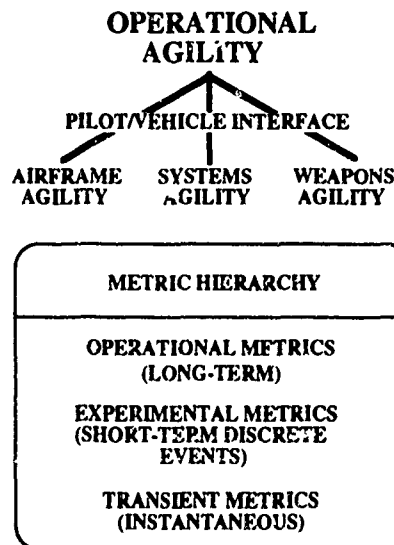 OPERATIONAL
AGILITY
PILOT/VEHICLE INTERFACE
AIRFRAME SYSTEMS WEAPONS
AGILITY AGILITY AGILITY
METRIC HIERARCHY
OPERATIONAL METRICS
(LONG-TERM)
EXPERIMENTAL METRICS
(SHORT-TERM DISCRETE
EVENTS)
TRANSIENT METRICS
(INSTANTANEOUS)